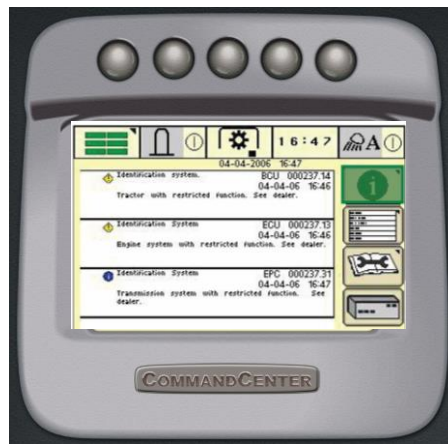 16:47
A
04-04-2006 16:47
Identification system. BCU 000237.14
04-04-06 16:46
Tractor with restricted function. See dealer.
Identification System ECU 000237.13
04-04-06 16:46
Engine system with restricted function. See dealer.
Identification System EPC 000237.31
04-04-06 16:47
Transmission system with restricted function. See
dealer.
COMMANDCENTER